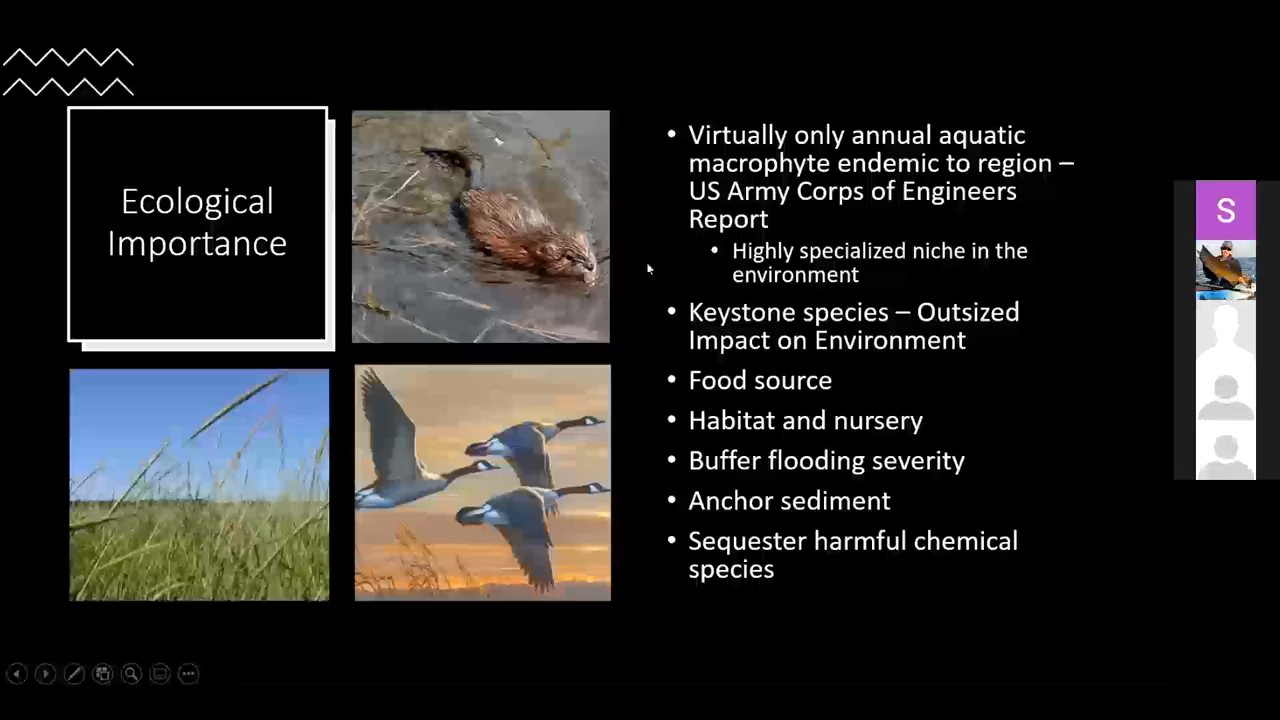 Ecological
Importance
• Virtually only annual aquatic
macrophyte endemic to region –
US Army Corps of Engineers
Report
• Highly specialized niche in the
environment
• Keystone species – Outsized
Impact on Environment
• Food source
• Habitat and nursery
• Buffer flooding severity
• Anchor sediment
• Sequester harmful chemical
species
S